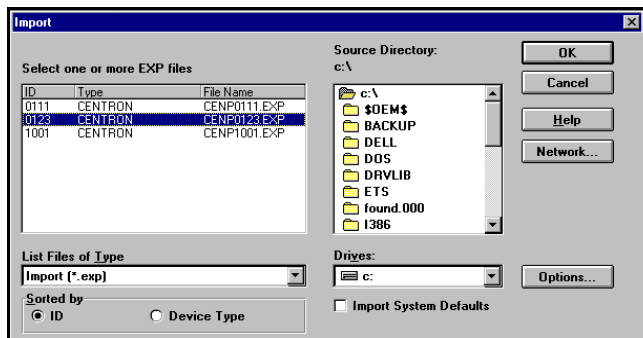 Import
Select one or more EXP files
ID Type File Name
0111 CENTRON CENP0111.EXP
0123 CENTRON CENP0123.EXP
1001 CENTRON CENP1001.EXP
List Files of Type
Import (*.exp)
Sorted by
ID Device Type
Source Directory:
c:\
c:\
$OEM$
BACKUP
DELL
DOS
DRVLIB
ETS
found.000
I386
Drives:
c:
Import System Defaults
OK
Cancel
Help
Network...
Options...